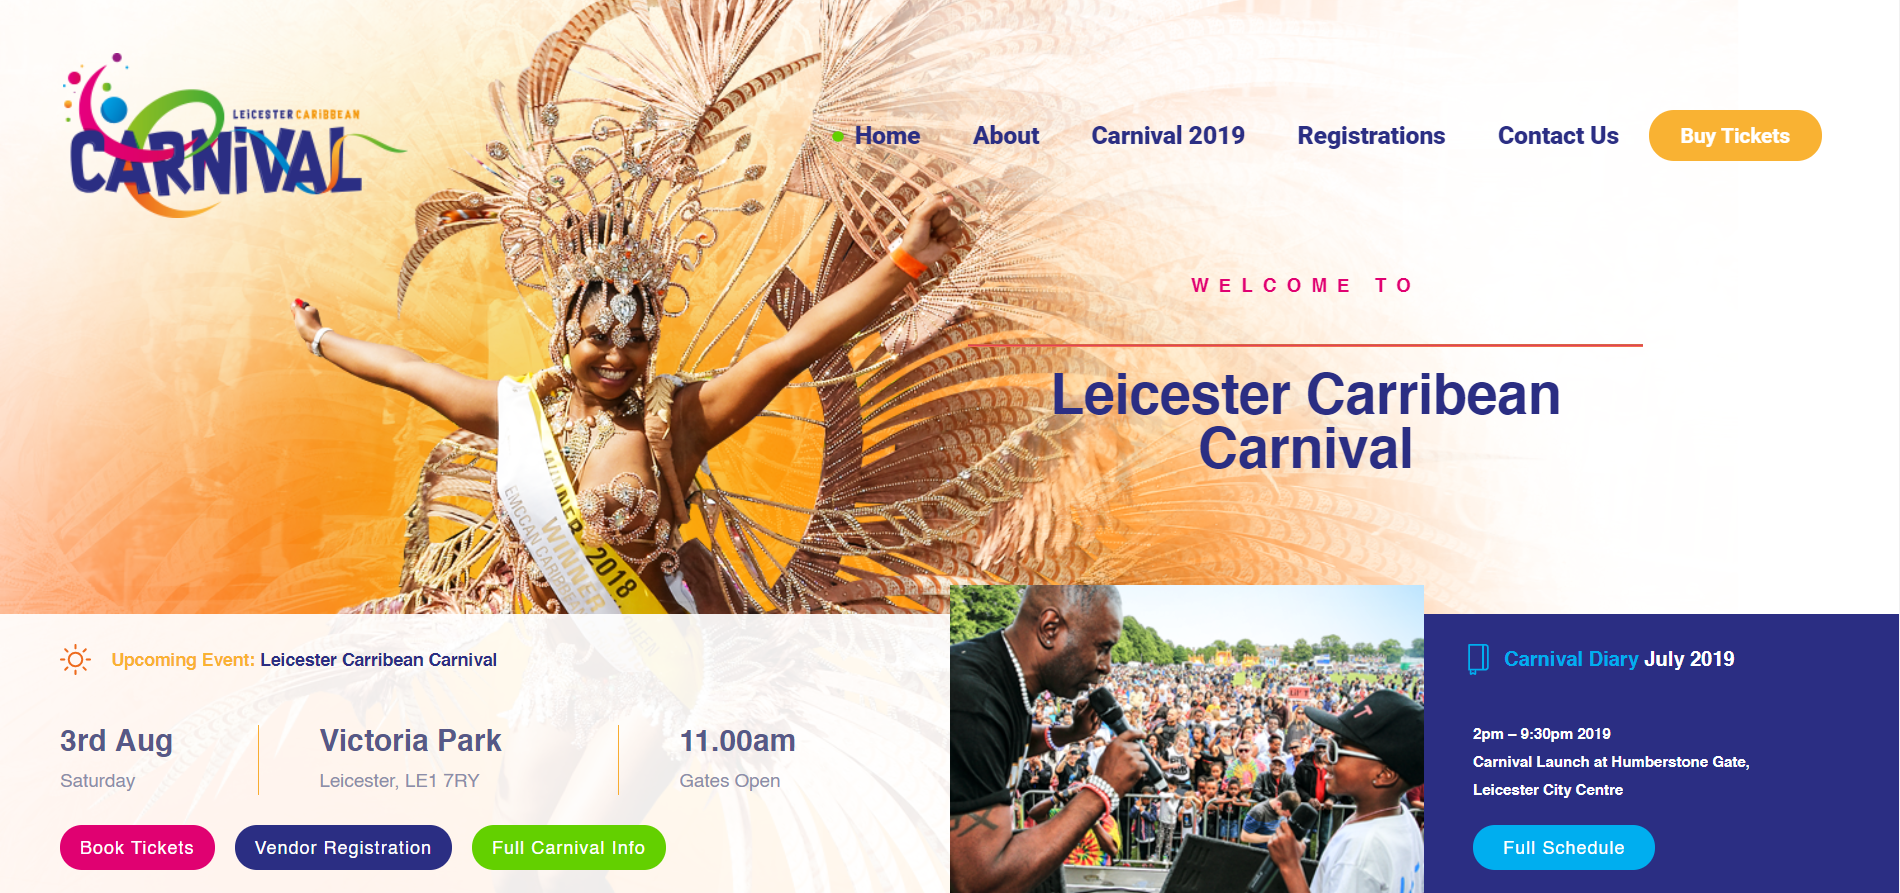 LEICESTER CARIBBEAN
CARNiVAL
Home About Carnival 2019 Registrations Contact Us Buy Tickets
WELCOME TO
Leicester Carribean
Carnival
WINNER 2018
WINNER
EMCCAN CARIBBEAN
Upcoming Event: Leicester Carribean Carnival
3rd Aug
Saturday
Victoria Park
Leicester, LE1 7RY
11.00am
Gates Open
Book Tickets
Vendor Registration
Full Carnival Info
Carnival Diary July 2019
2pm – 9:30pm 2019
Carnival Launch at Humberstone Gate,
Leicester City Centre
Full Schedule